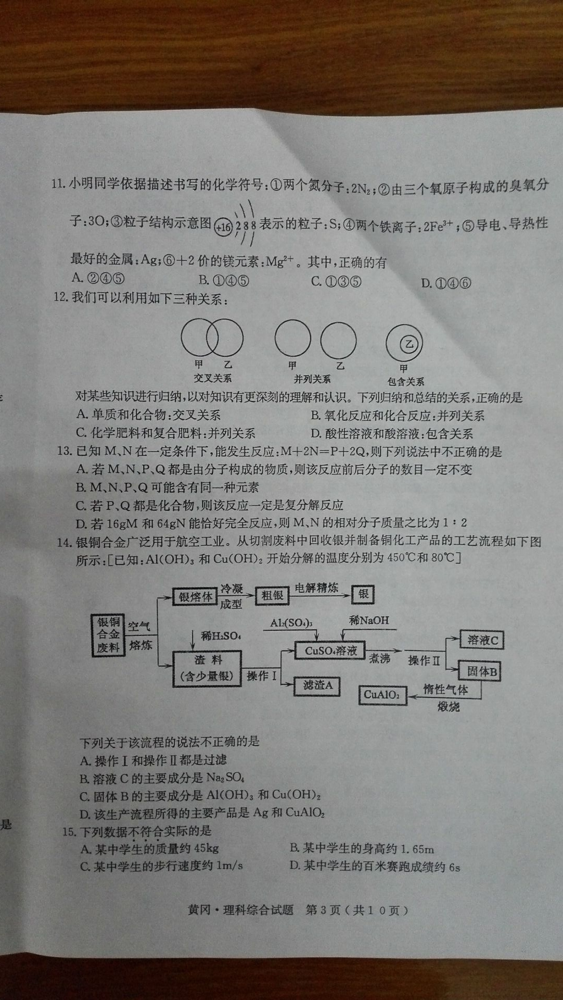 11. 小明同学依据描述书写的化学符号:①两个氮分子:2N₂;②由三个氧原子构成的臭氧分
子:3O;③粒子结构示意图 +16 2 8 8 表示的粒子:S;④两个铁离子:2Fe³⁺;⑤导电、导热性
最好的金属:Ag;⑥+2价的镁元素:Mg²⁺。其中,正确的有
A. ②④⑤ B. ①④⑤ C. ①③⑤ D. ①④⑥
12. 我们可以利用如下三种关系:
乙
甲 乙 甲 乙 甲
交叉关系 并列关系 包含关系
对某些知识进行归纳,以对知识有更深刻的理解和认识。下列归纳和总结的关系,正确的是
A. 单质和化合物:交叉关系 B. 氧化反应和化合反应:并列关系
C. 化学肥料和复合肥料:并列关系 D. 酸性溶液和酸溶液:包含关系
13. 已知 M、N 在一定条件下,能发生反应:M+2N=P+2Q,则下列说法中不正确的是
A. 若 M、N、P、Q 都是由分子构成的物质,则该反应前后分子的数目一定不变
B. M、N、P、Q 可能含有同一种元素
C. 若 P、Q 都是化合物,则该反应一定是复分解反应
D. 若 16gM 和 64gN 能恰好完全反应,则 M、N 的相对分子质量之比为 1:2
14. 银铜合金广泛用于航空工业。从切割废料中回收银并制备铜化工产品的工艺流程如下图
所示:[已知:Al(OH)₃ 和 Cu(OH)₂ 开始分解的温度分别为 450℃和 80℃]
银熔体 冷凝 成型 粗银 电解精炼 银
银铜
合金
废料
空气
熔炼
稀H₂SO₄
渣 料
(含少量银)
操作Ⅰ
Al₂(SO₄)₃ 稀NaOH
CuSO₄溶液 煮沸 操作Ⅱ 溶液C
滤渣A
固体B
CuAlO₂ 惰性气体
煅烧
下列关于该流程的说法不正确的是
A. 操作Ⅰ和操作Ⅱ都是过滤
B. 溶液 C 的主要成分是 Na₂SO₄
C. 固体 B 的主要成分是 Al(OH)₃ 和 Cu(OH)₂
D. 该生产流程所得的主要产品是 Ag 和 CuAlO₂
15. 下列数据不符合实际的是
A. 某中学生的质量约 45kg B. 某中学生的身高约 1.65m
C. 某中学生的步行速度约 1m/s D. 某中学生的百米赛跑成绩约 6s
黄冈·理科综合试题 第3页(共10页)
是